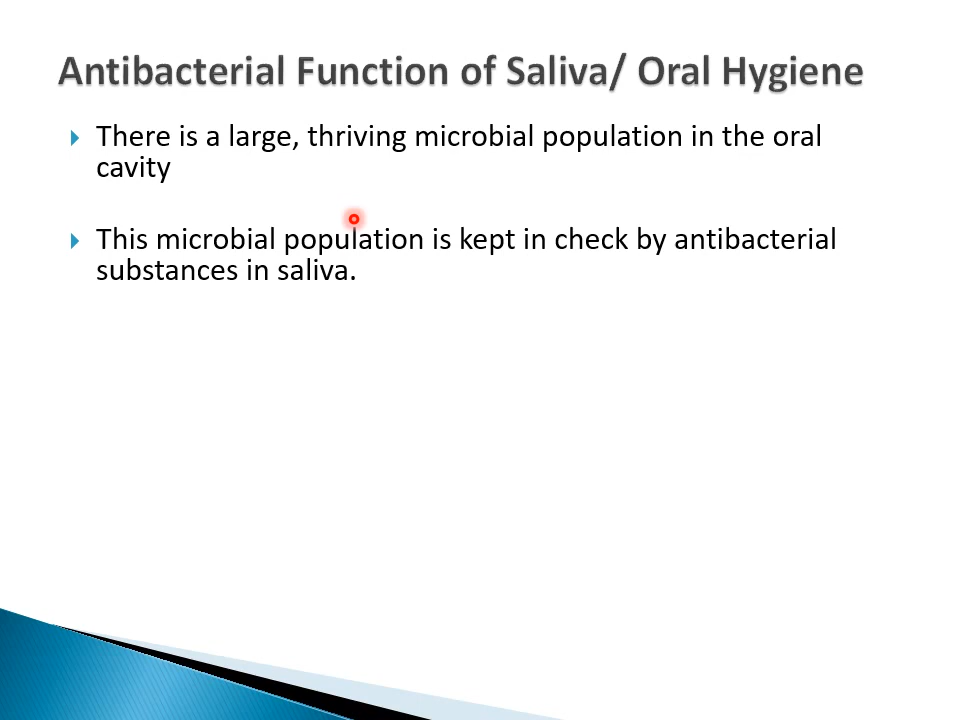 Antibacterial Function of Saliva/ Oral Hygiene
There is a large, thriving microbial population in the oral
cavity
This microbial population is kept in check by antibacterial
substances in saliva.